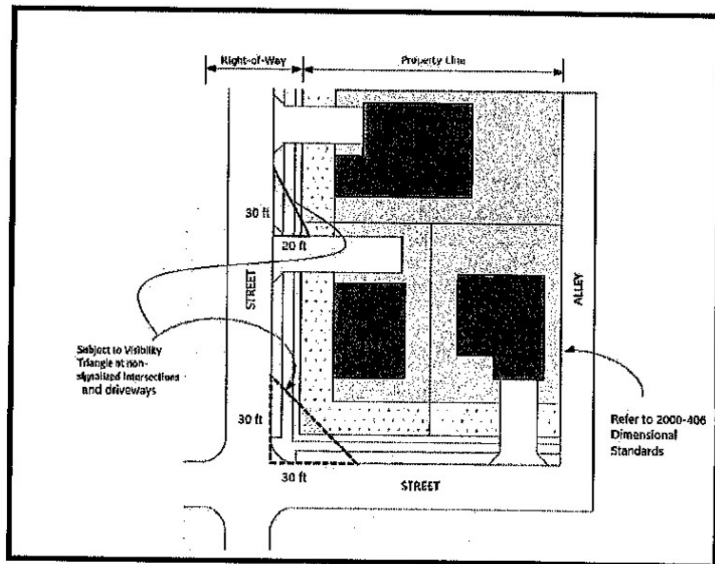 Right-of-Way
Property Line
30 ft
20 ft
STREET
ALLEY
Subject to Visibility
Triangle at non-
signalized intersections
and driveways
30 ft
30 ft
STREET
Refer to 2000-406
Dimensional
Standards